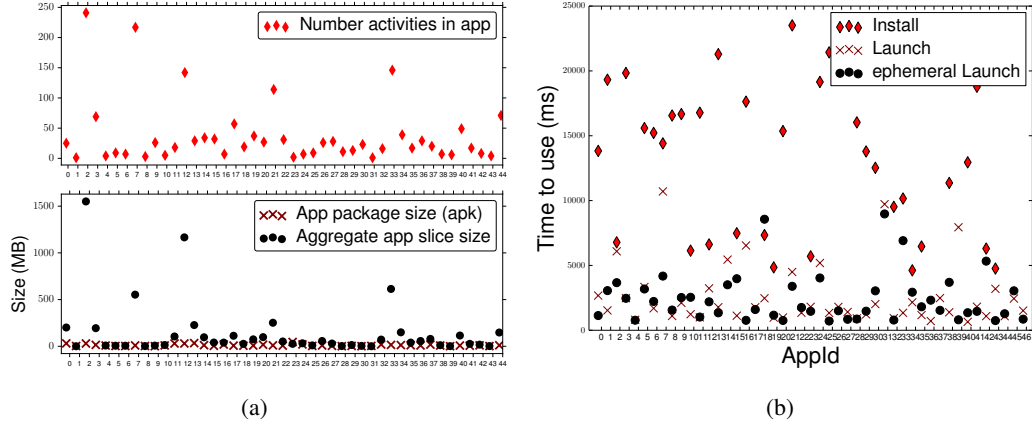 250
200
150
100
50
0
Number activities in app
0 1 2 3 4 5 6 7 8 9 10 11 12 13 14 15 16 17 18 19 20 21 22 23 24 25 26 27 28 29 30 31 32 33 34 35 36 37 38 39 40 41 42 43 44
Size (MB)
1500
1000
500
0
App package size (apk)
Aggregate app slice size
0 1 2 3 4 5 6 7 8 9 10 11 12 13 14 15 16 17 18 19 20 21 22 23 24 25 26 27 28 29 30 31 32 33 34 35 36 37 38 39 40 41 42 43 44
(a)
Time to use (ms)
25000
20000
15000
10000
5000
0
Install
Launch
ephemeral Launch
AppId
(b)